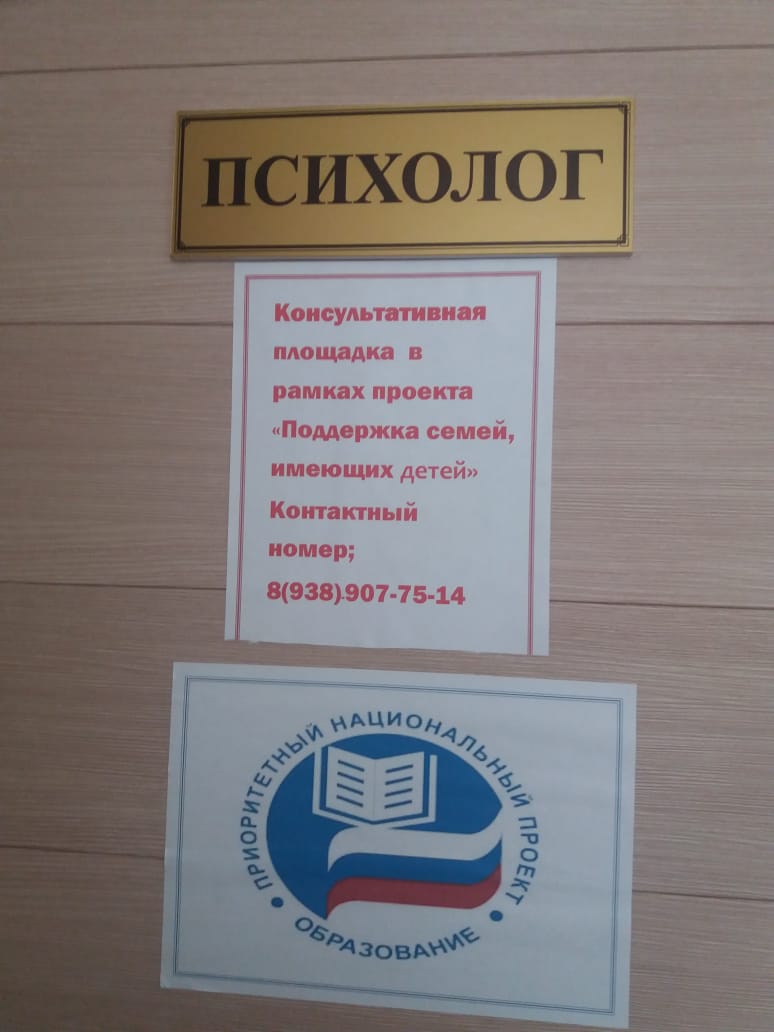 ПСИХОЛОГ
Консультативная
площадка в
рамках проекта
«Поддержка семей,
имеющих детей»
Контактный
номер;
8(938)-907-75-14
ПРИОРИТЕТНЫЙ НАЦИОНАЛЬНЫЙ ПРОЕКТ
ОБРАЗОВАНИЕ